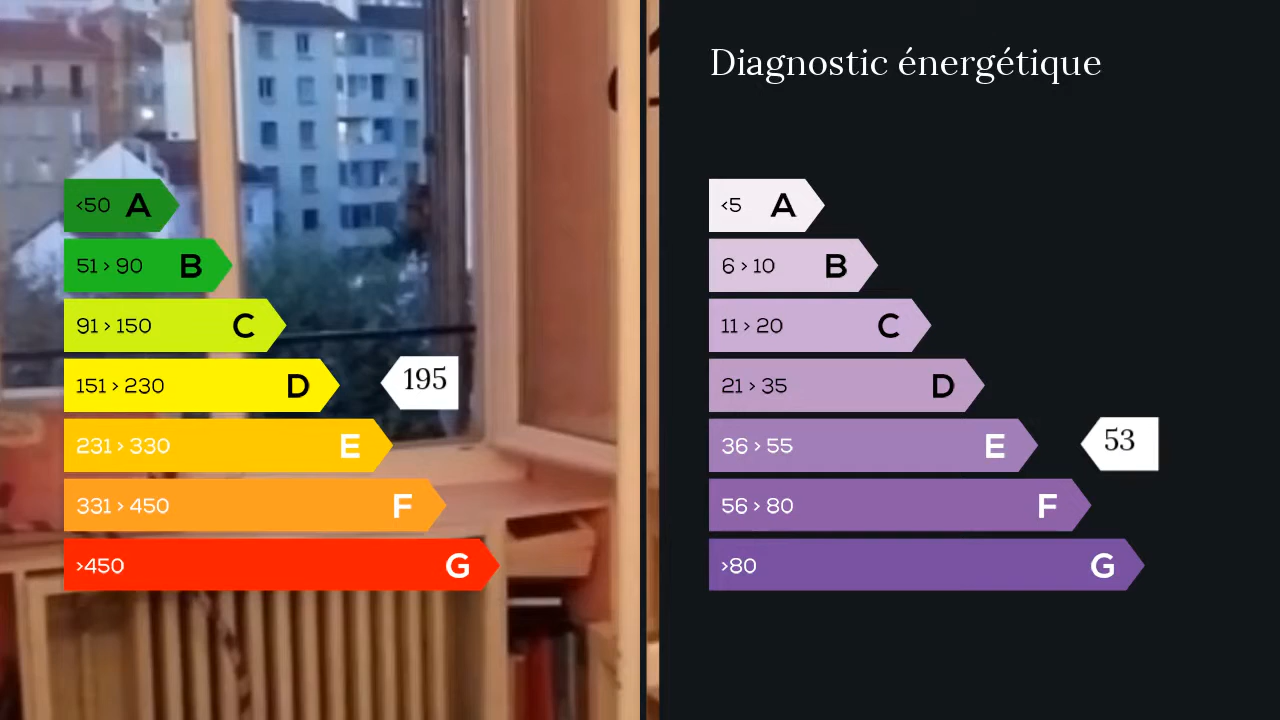 Diagnostic énergétique
<50 A
51 > 90 B
91 > 150 C
151 > 230 D
195
231 > 330 E
331 > 450 F
>450 G
<5 A
6 > 10 B
11 > 20 C
21 > 35 D
36 > 55 E
53
56 > 80 F
>80 G